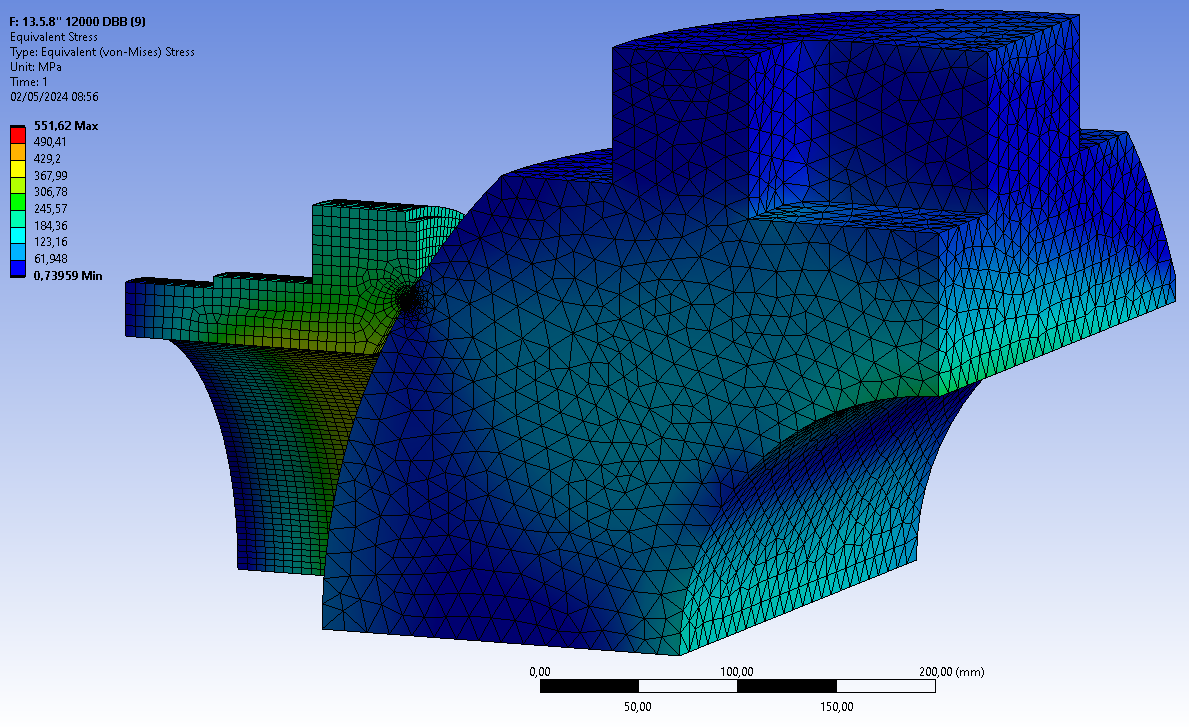 F: 13.5.8" 12000 DBB (9)
Equivalent Stress
Type: Equivalent (von-Mises) Stress
Unit: MPa
Time: 1
02/05/2024 08:56
551,62 Max
490,41
429,2
367,99
306,78
245,57
184,36
123,16
61,948
0,73959 Min
0,00 100,00 200,00 (mm)
50,00 150,00